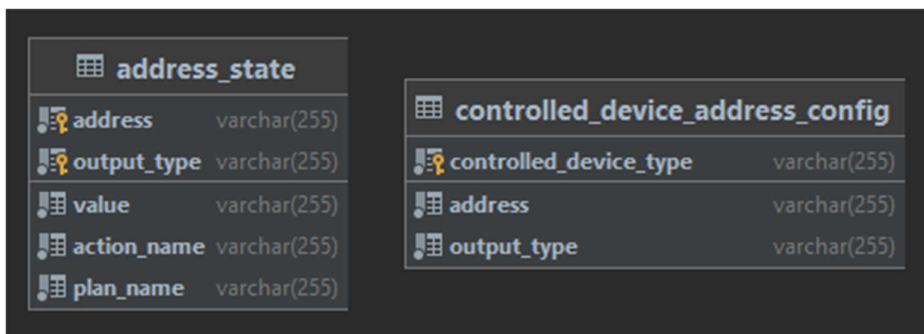 address_state
address varchar(255)
output_type varchar(255)
value varchar(255)
action_name varchar(255)
plan_name varchar(255)
controlled_device_address_config
controlled_device_type varchar(255)
address varchar(255)
output_type varchar(255)